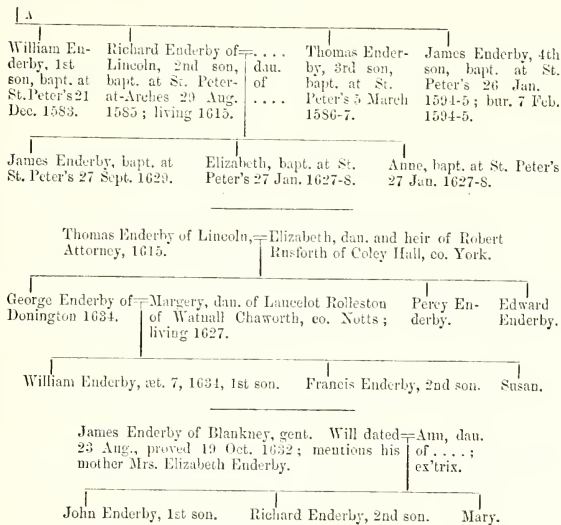 A
William En-
derby, 1st
son, bapt. at
St. Peter's 21
Dec. 1583.
Richard Enderby of=. . . .
Lincoln, 2nd son,
bapt. at St. Peter-
at-Arches 29 Aug.
1585; living 1615.
dau.
of
. . . .
Thomas Ender-
by, 3rd son,
bapt. at St.
Peter's 5 March
1586-7.
James Enderby, 4th
son, bapt. at St.
Peter's 26 Jan.
1594-5; bur. 7 Feb.
1594-5.
James Enderby, bapt. at
St. Peter's 27 Sept. 1629.
Elizabeth, bapt. at St.
Peter's 27 Jan. 1627-8.
Anne, bapt. at St. Peter's
27 Jan. 1627-8.
Thomas Enderby of Lincoln,=Elizabeth, dau. and heir of Robert
Attorney, 1615.
Rusforth of Coley Hall, co. York.
George Enderby of=Margery, dau. of Lancelot Rolleston
Donington 1634.
of Watnall Chaworth, co. Notts;
living 1627.
Percy En-
derby.
Edward
Enderby.
William Enderby, æt. 7, 1634, 1st son.
Francis Enderby, 2nd son.
Susan.
James Enderby of Blankney, gent. Will dated=Ann, dau.
23 Aug., proved 19 Oct. 1632; mentions his
mother Mrs. Elizabeth Enderby.
of . . . . ;
ex'trix.
John Enderby, 1st son.
Richard Enderby, 2nd son.
Mary.